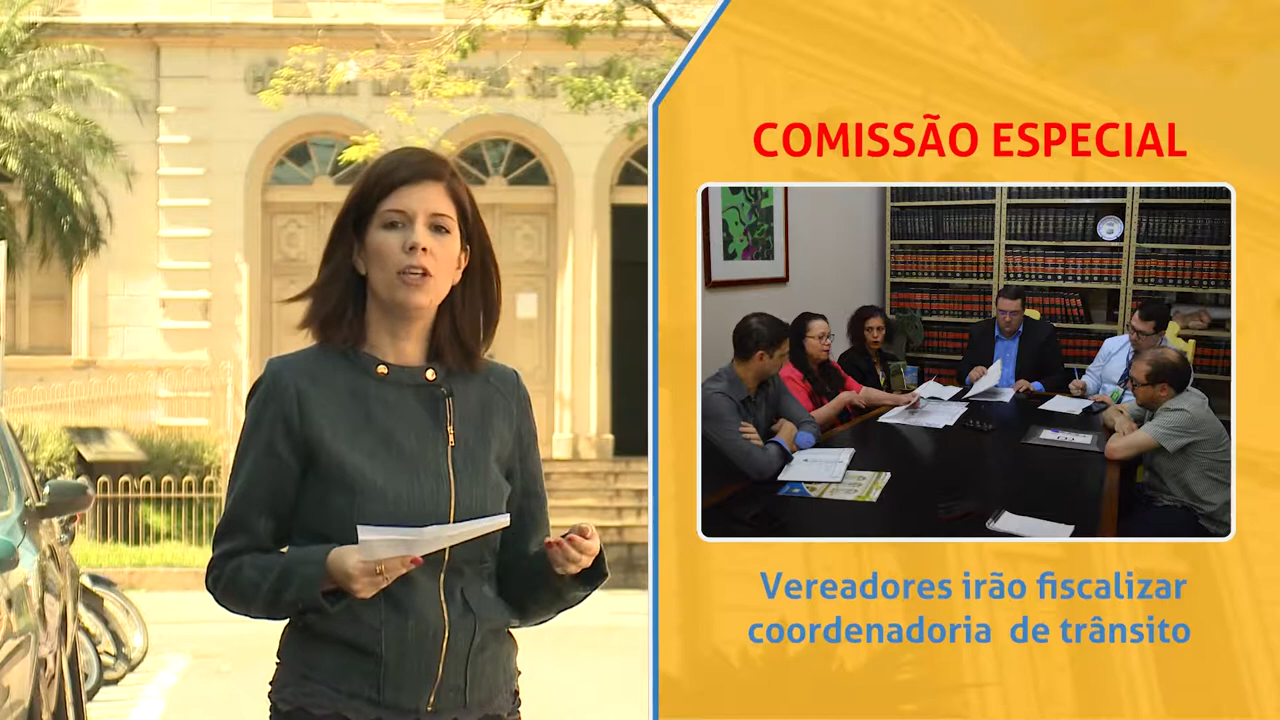 COMISSÃO ESPECIAL
Vereadores irão fiscalizar
coordenadoria de trânsito